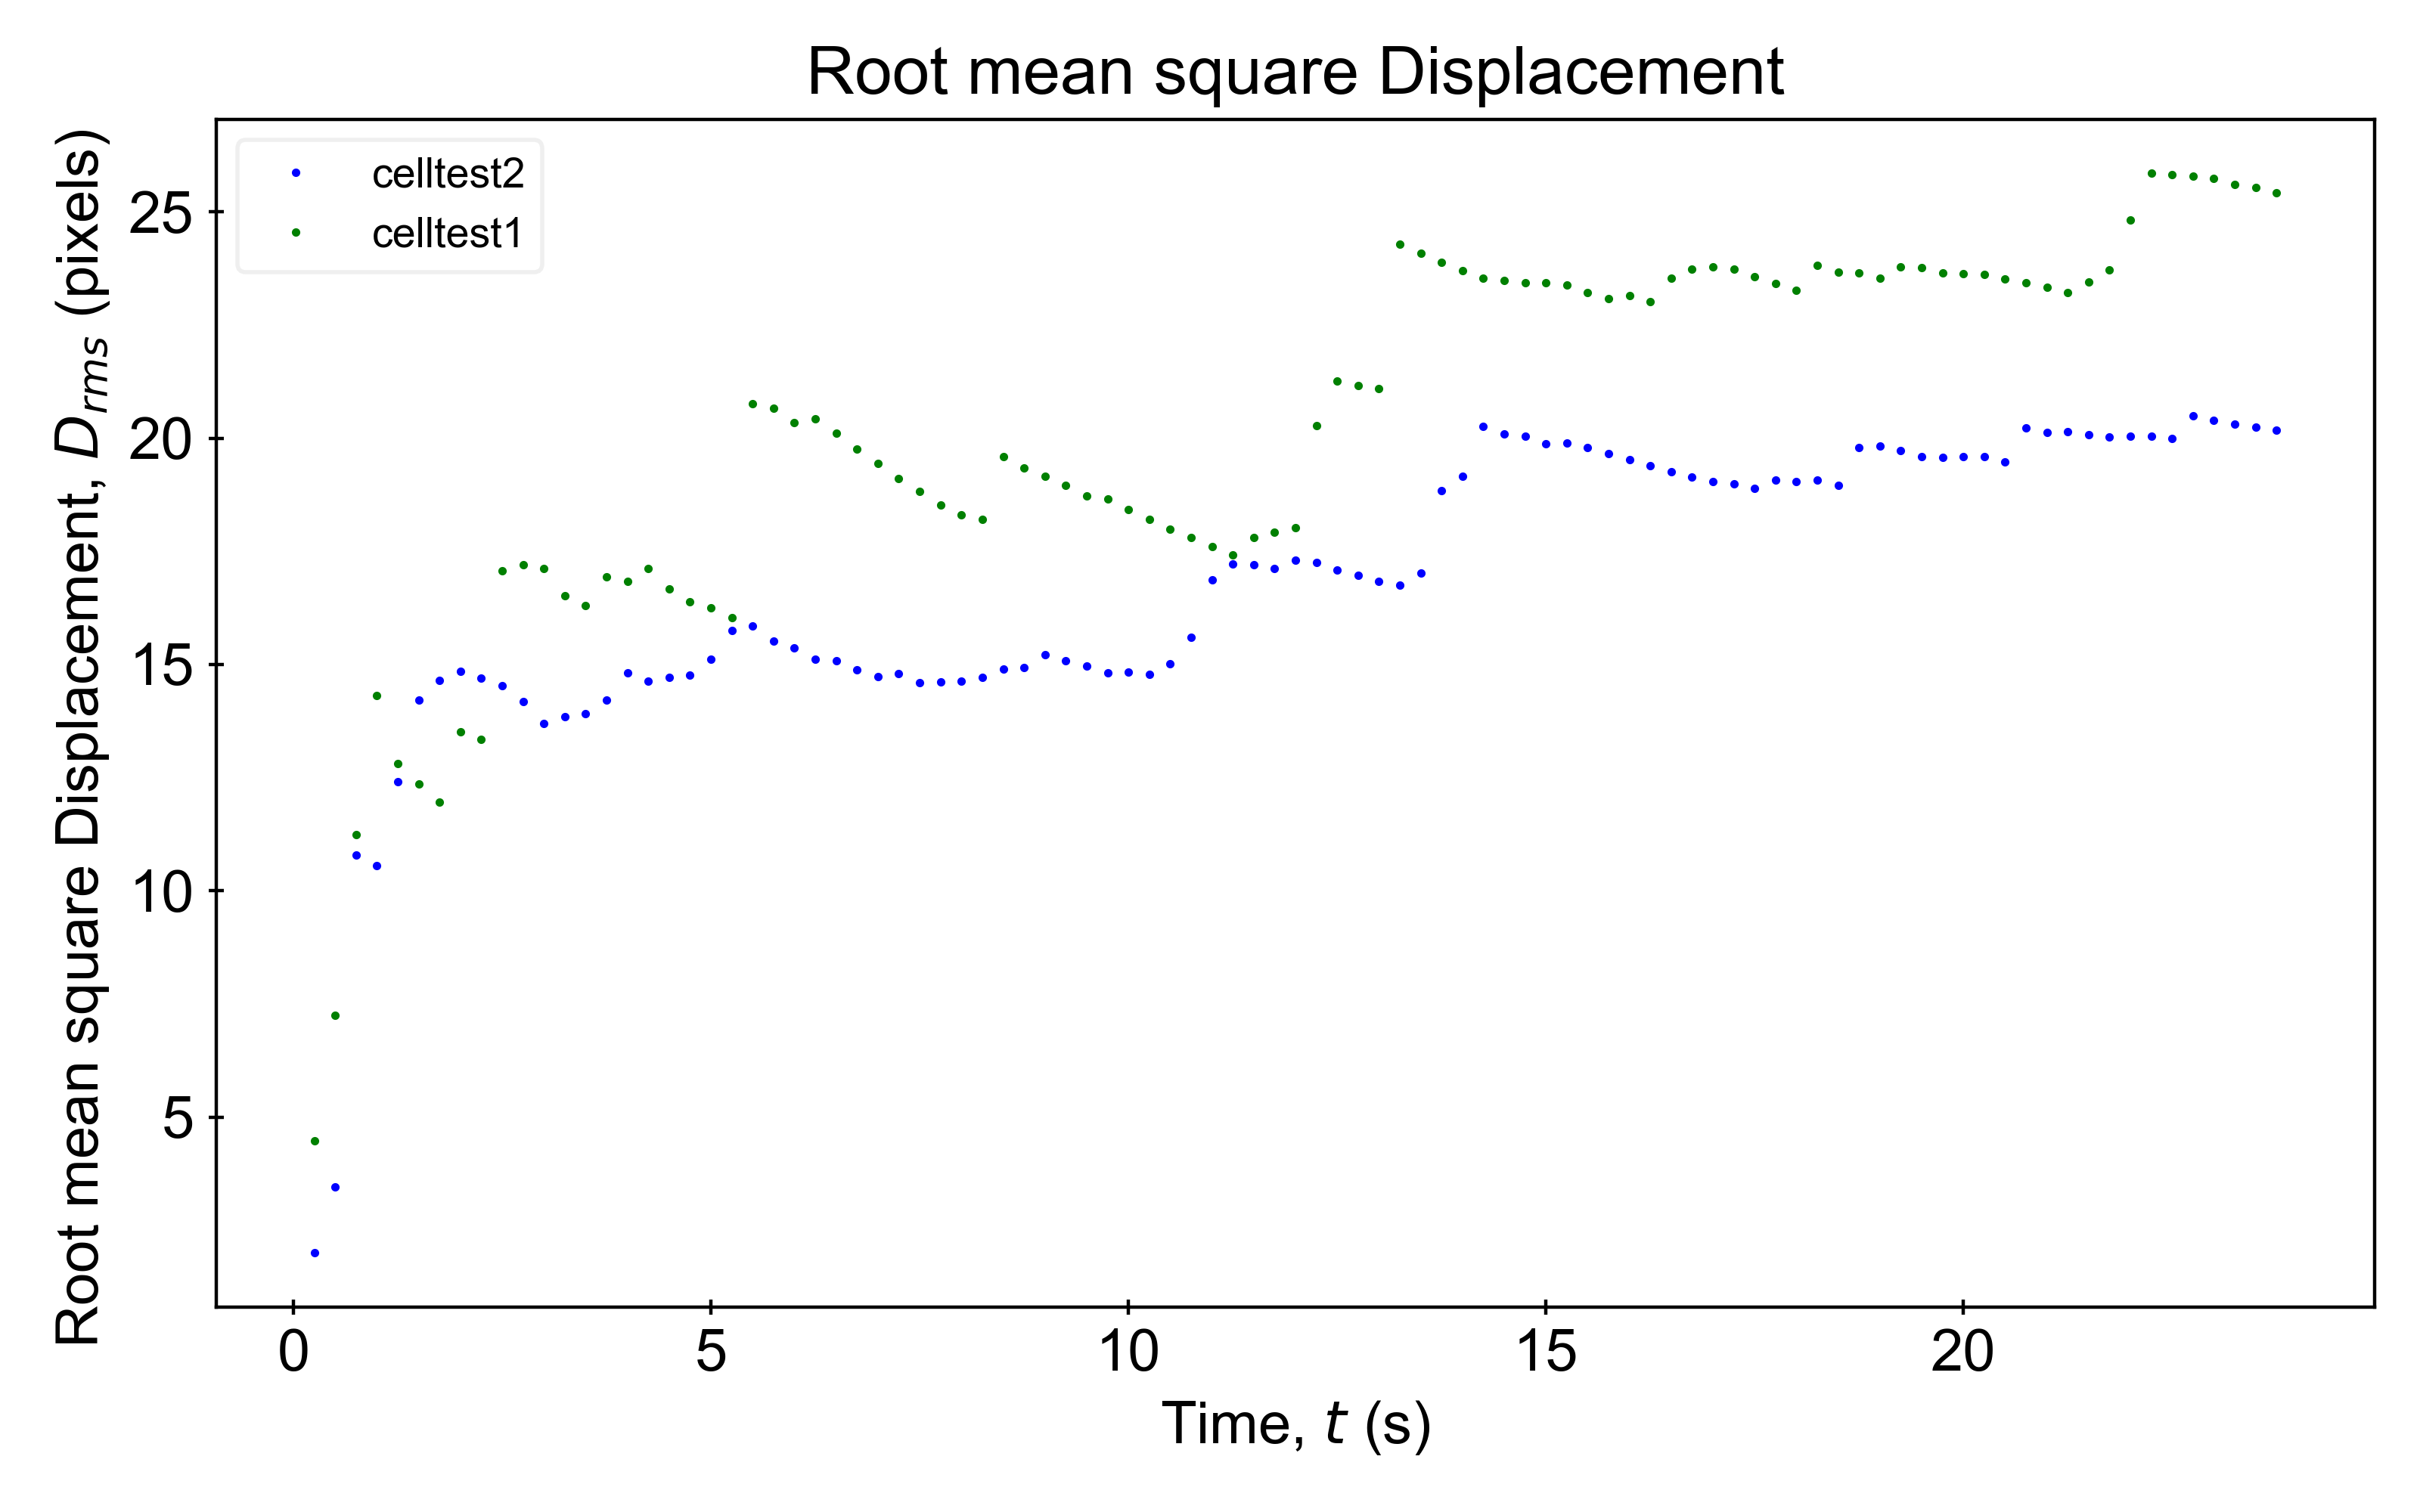 Root mean square Displacement
celltest2
celltest1
Root mean square Displacement, D_rms (pixels)
25
20
15
10
5
0 5 10 15 20
Time, t (s)